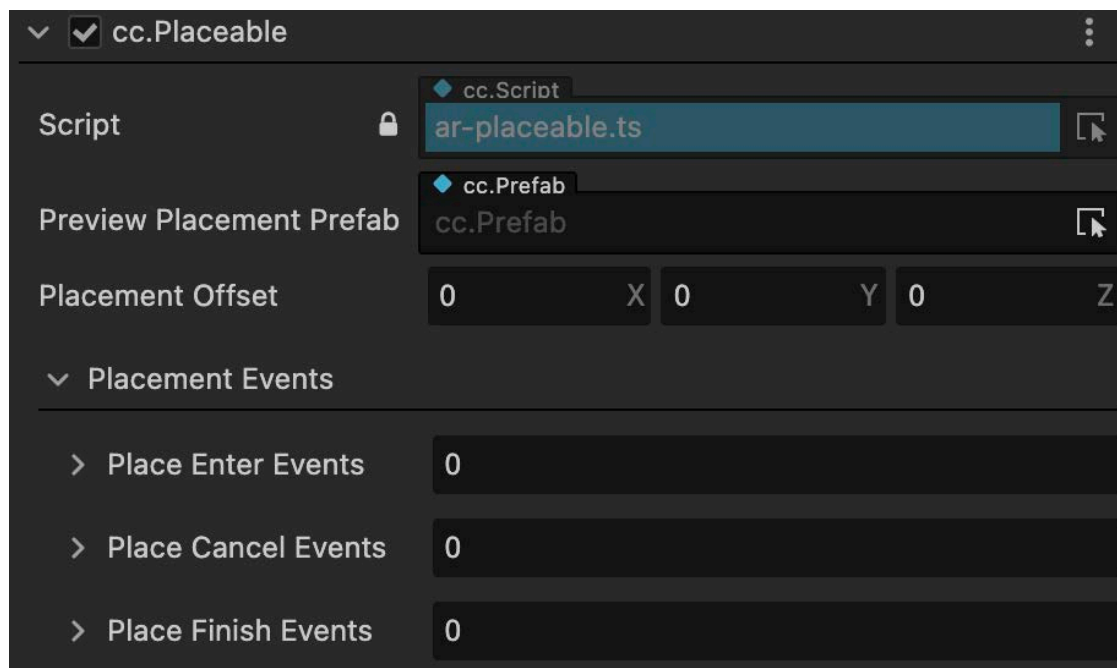 cc.Placeable
cc.Script
Script ar-placeable.ts
cc.Prefab
Preview Placement Prefab cc.Prefab
Placement Offset 0 X 0 Y 0 Z
Placement Events
Place Enter Events 0
Place Cancel Events 0
Place Finish Events 0